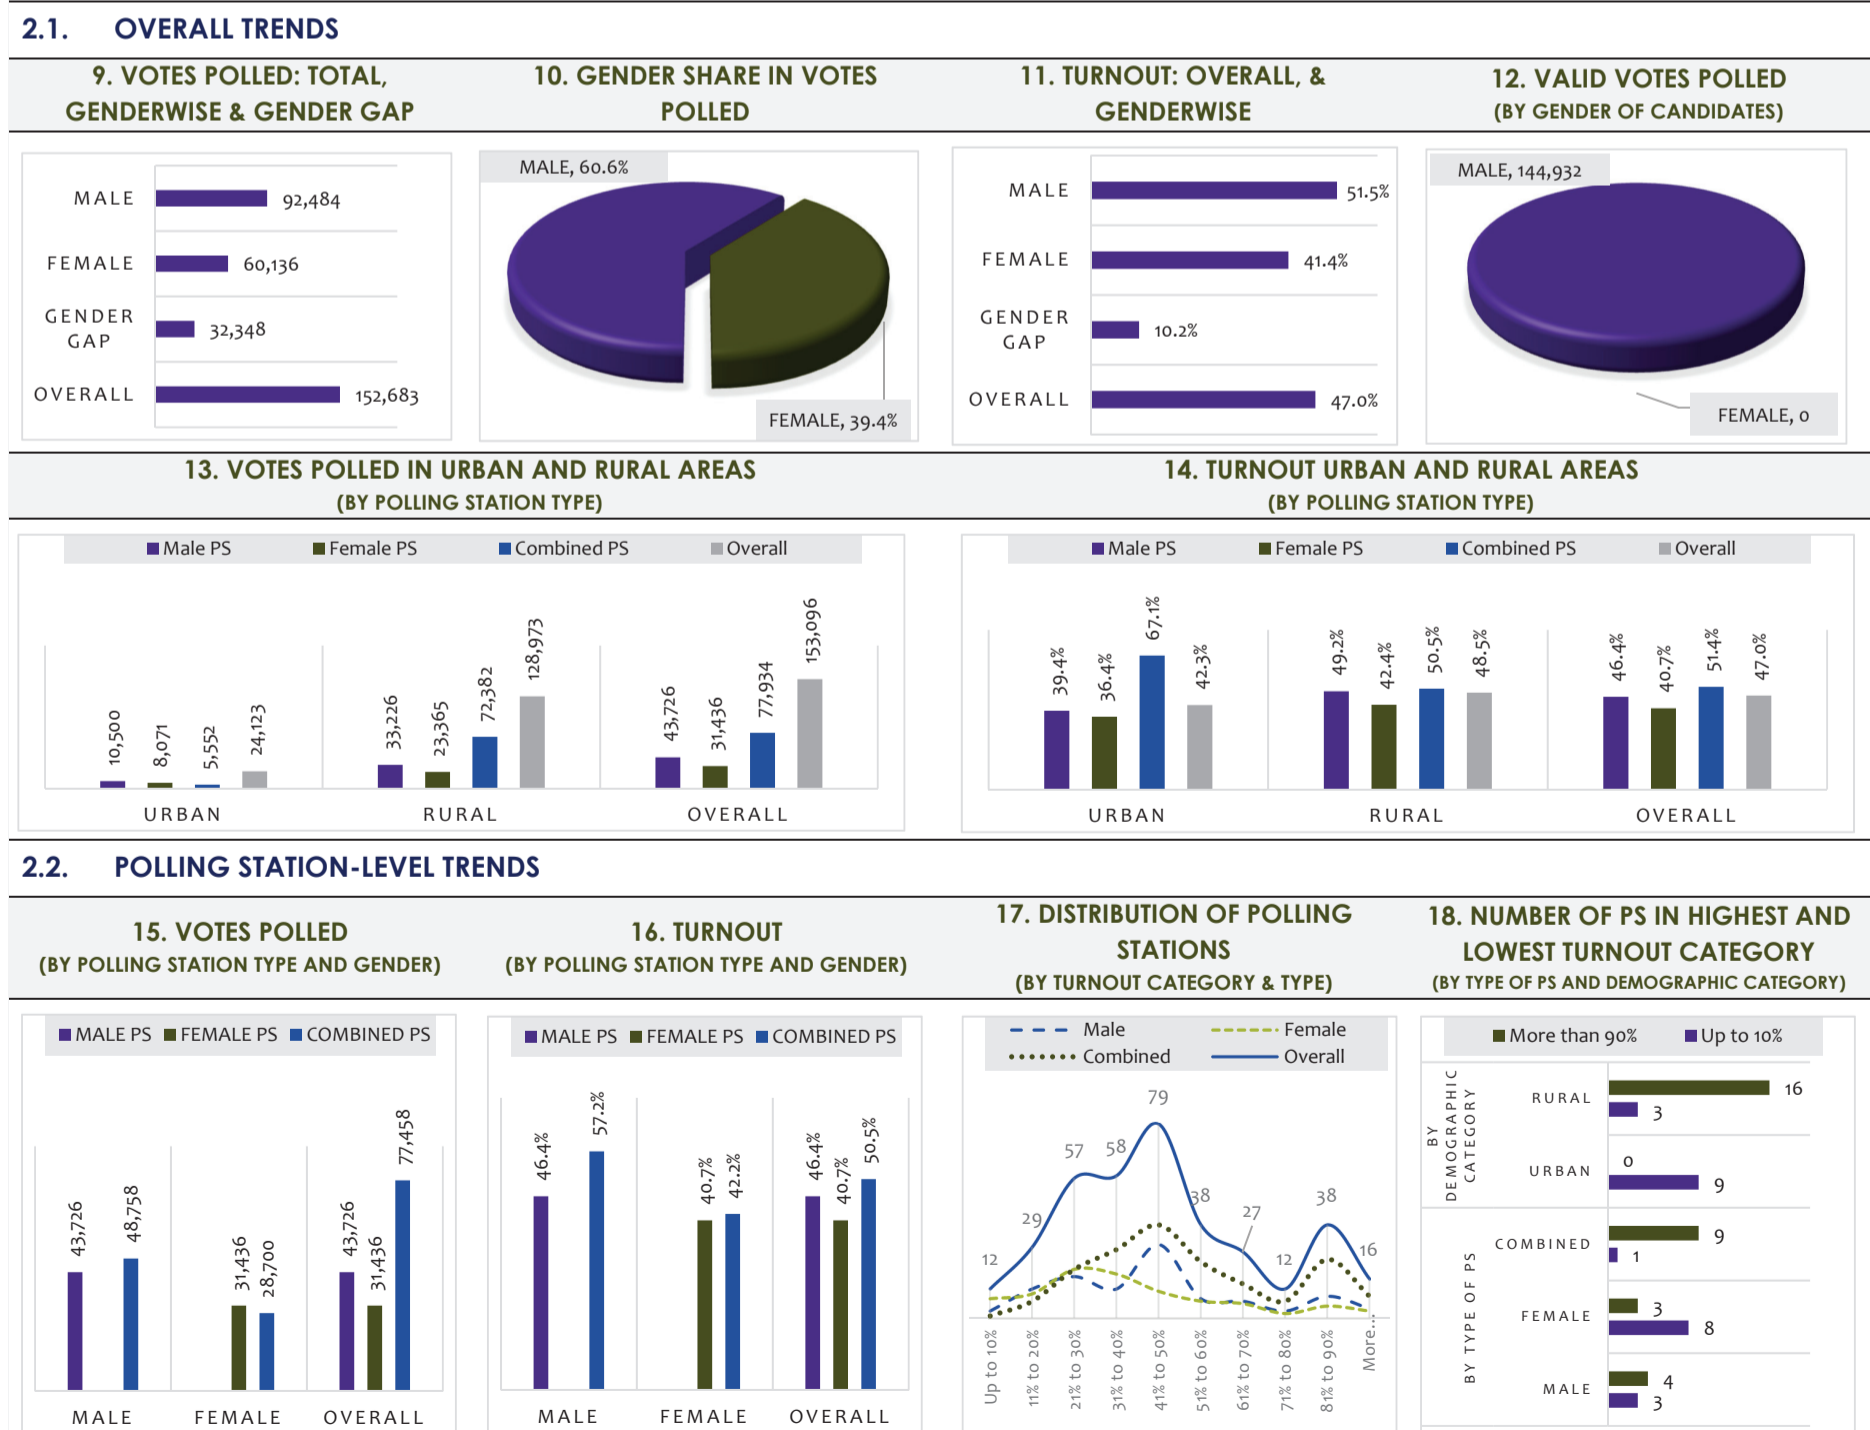 2.1. OVERALL TRENDS
9. VOTES POLLED: TOTAL,
GENDERWISE & GENDER GAP
10. GENDER SHARE IN VOTES
POLLED
11. TURNOUT: OVERALL, &
GENDERWISE
12. VALID VOTES POLLED
(BY GENDER OF CANDIDATES)
MALE 92,484
FEMALE 60,136
GENDER
GAP 32,348
OVERALL 152,683
MALE, 60.6%
FEMALE, 39.4%
MALE 51.5%
FEMALE 41.4%
GENDER
GAP 10.2%
OVERALL 47.0%
MALE, 144,932
FEMALE, 0
13. VOTES POLLED IN URBAN AND RURAL AREAS
(BY POLLING STATION TYPE)
14. TURNOUT URBAN AND RURAL AREAS
(BY POLLING STATION TYPE)
Male PS Female PS Combined PS Overall
10,500 8,071 5,552 24,123
33,226 23,365 72,382 128,973
43,726 31,436 77,934 153,096
URBAN RURAL OVERALL
Male PS Female PS Combined PS Overall
39.4% 36.4% 67.1% 42.3%
49.2% 42.4% 50.5% 48.5%
46.4% 40.7% 51.4% 47.0%
URBAN RURAL OVERALL
2.2. POLLING STATION-LEVEL TRENDS
15. VOTES POLLED
(BY POLLING STATION TYPE AND GENDER)
16. TURNOUT
(BY POLLING STATION TYPE AND GENDER)
17. DISTRIBUTION OF POLLING
STATIONS
(BY TURNOUT CATEGORY & TYPE)
18. NUMBER OF PS IN HIGHEST AND
LOWEST TURNOUT CATEGORY
(BY TYPE OF PS AND DEMOGRAPHIC CATEGORY)
MALE PS FEMALE PS COMBINED PS
43,726 48,758
31,436 28,700
43,726 31,436 77,458
MALE FEMALE OVERALL
MALE PS FEMALE PS COMBINED PS
46.4% 57.2%
40.7% 42.2%
46.4% 40.7% 50.5%
MALE FEMALE OVERALL
Male Female
Combined Overall
12 29 57 58 79 38 27 12 38 16
Up to 10%
11% to 20%
21% to 30%
31% to 40%
41% to 50%
51% to 60%
61% to 70%
71% to 80%
81% to 90%
More...
More than 90% Up to 10%
BY
DEMOGRAPHIC
CATEGORY
RURAL 16
3
URBAN 0
9
BY TYPE OF PS
COMBINED 9
1
FEMALE 3
8
MALE 4
3